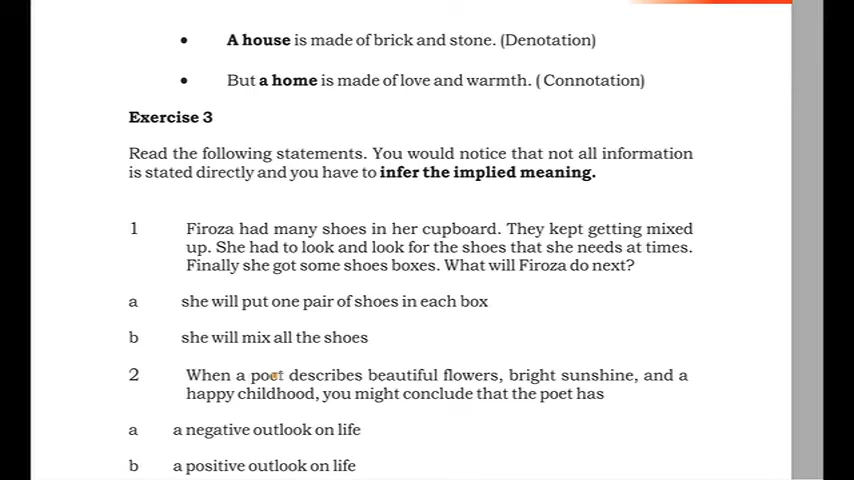 • A house is made of brick and stone. (Denotation)
• But a home is made of love and warmth. ( Connotation)
Exercise 3
Read the following statements. You would notice that not all information
is stated directly and you have to infer the implied meaning.
1 Firoza had many shoes in her cupboard. They kept getting mixed
up. She had to look and look for the shoes that she needs at times.
Finally she got some shoes boxes. What will Firoza do next?
a she will put one pair of shoes in each box
b she will mix all the shoes
2 When a poet describes beautiful flowers, bright sunshine, and a
happy childhood, you might conclude that the poet has
a a negative outlook on life
b a positive outlook on life